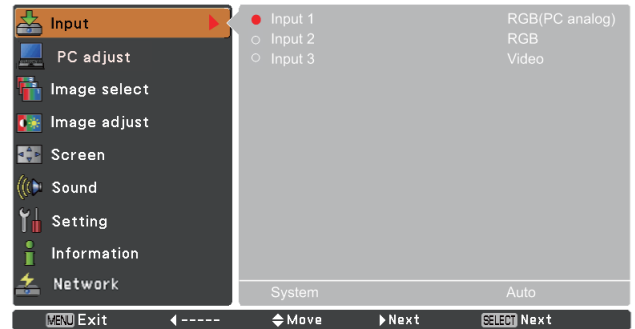 Input
PC adjust
Image select
Image adjust
Screen
Sound
Setting
Information
Network
Input 1 RGB(PC analog)
Input 2 RGB
Input 3 Video
System Auto
MENU Exit ----- Move Next SELECT Next